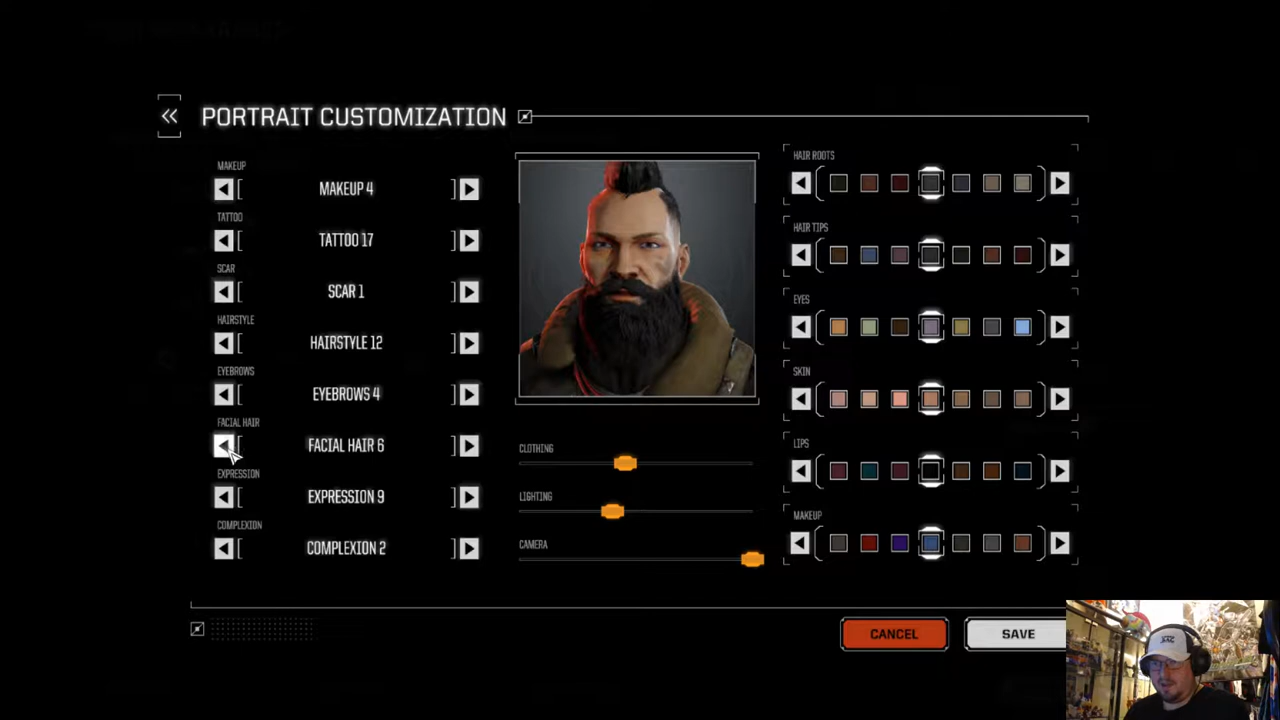 PORTRAIT CUSTOMIZATION
MAKEUP
MAKEUP 4
TATTOO
TATTOO 17
SCAR
SCAR 1
HAIRSTYLE
HAIRSTYLE 12
EYEBROWS
EYEBROWS 4
FACIAL HAIR
FACIAL HAIR 6
EXPRESSION
EXPRESSION 9
COMPLEXION
COMPLEXION 2
CLOTHING
LIGHTING
CAMERA
HAIR ROOTS
HAIR TIPS
EYES
SKIN
LIPS
MAKEUP
CANCEL
SAVE